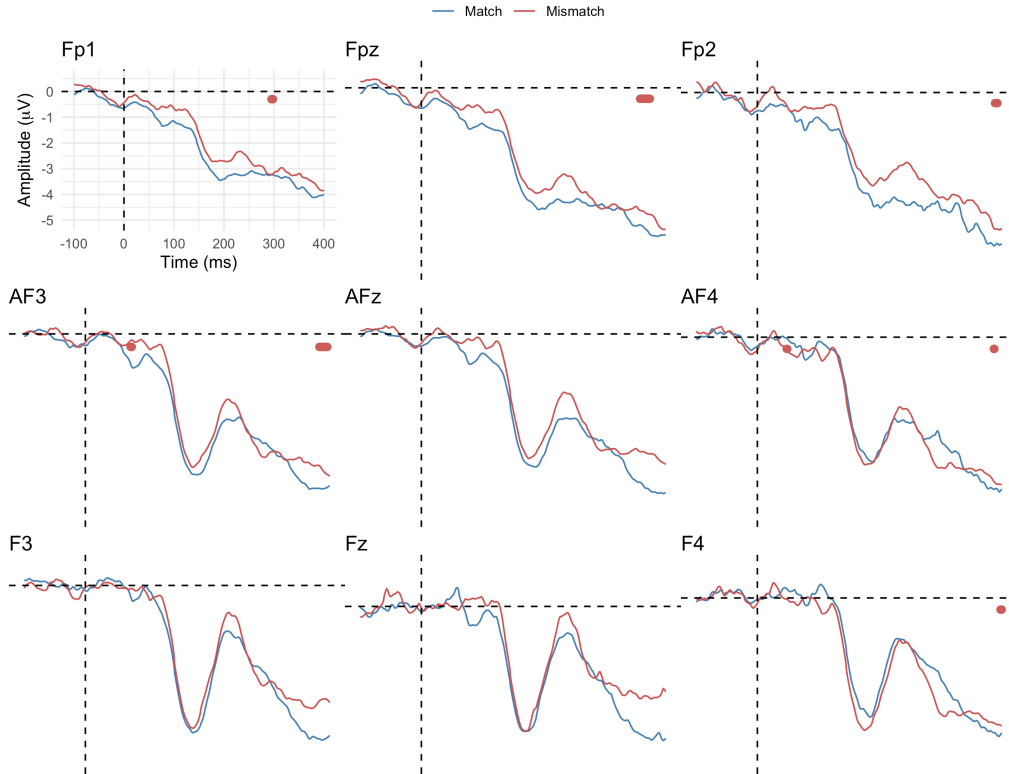 Match Mismatch
Fp1 Fpz Fp2
0
-1
-2
-3
-4
-5
Amplitude (μV)
-100 0 100 200 300 400
Time (ms)
AF3 AFz AF4
F3 Fz F4